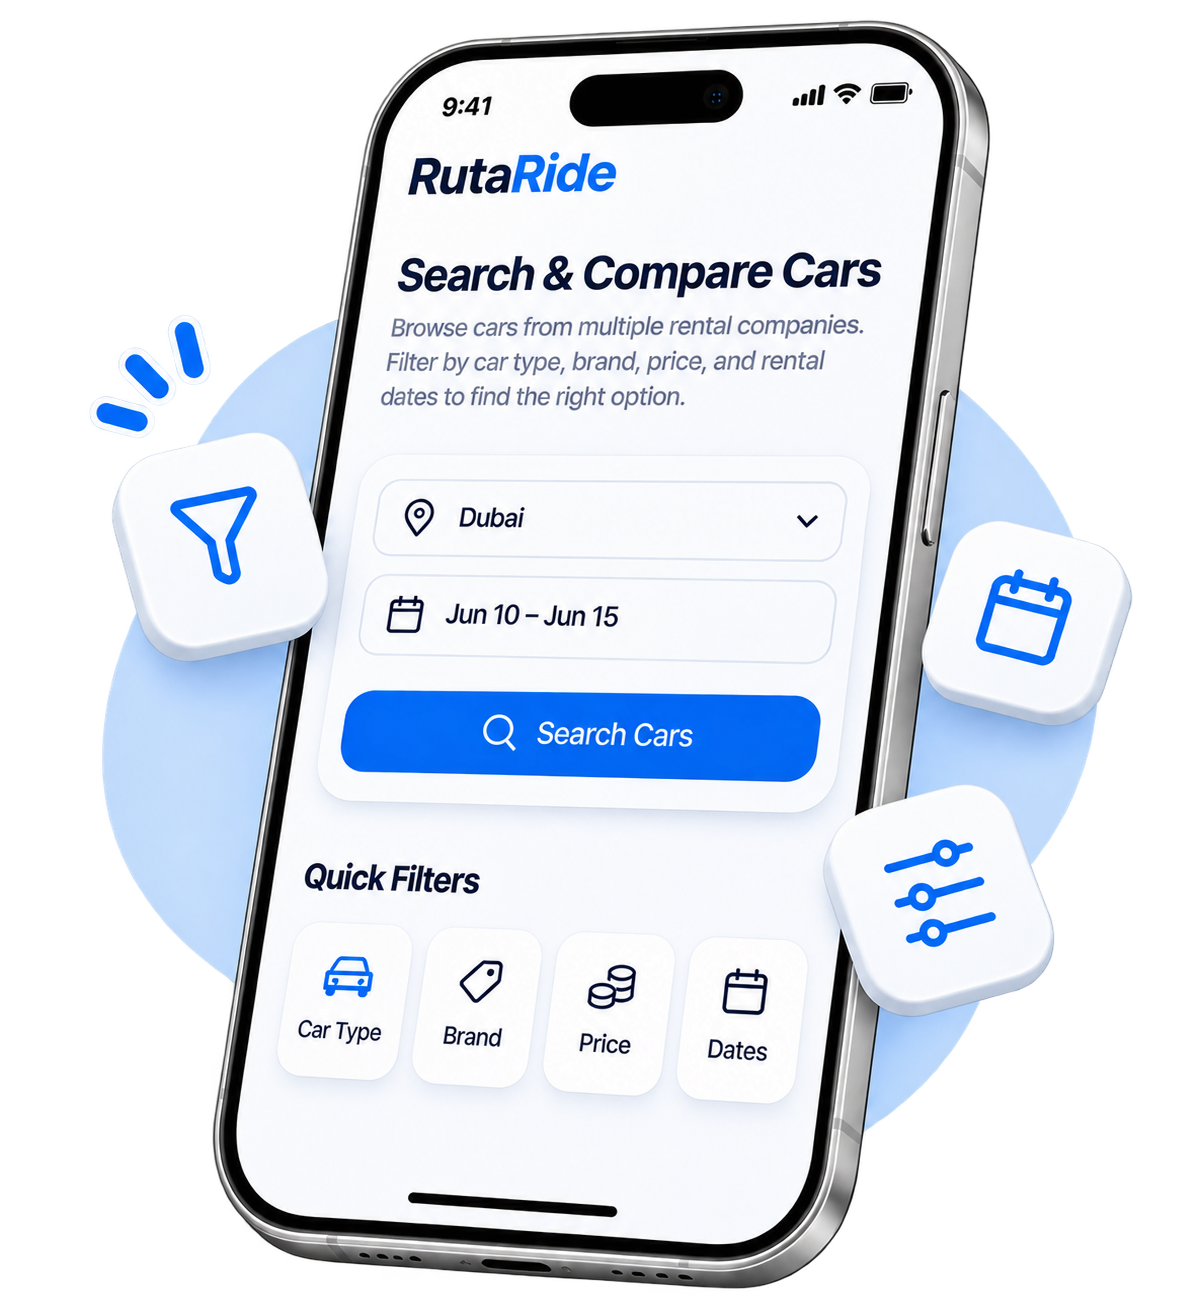 9:41
RutaRide
Search & Compare Cars
Browse cars from multiple rental companies.
Filter by car type, brand, price, and rental
dates to find the right option.
Dubai
Jun 10 – Jun 15
Search Cars
Quick Filters
Car Type
Brand
Price
Dates